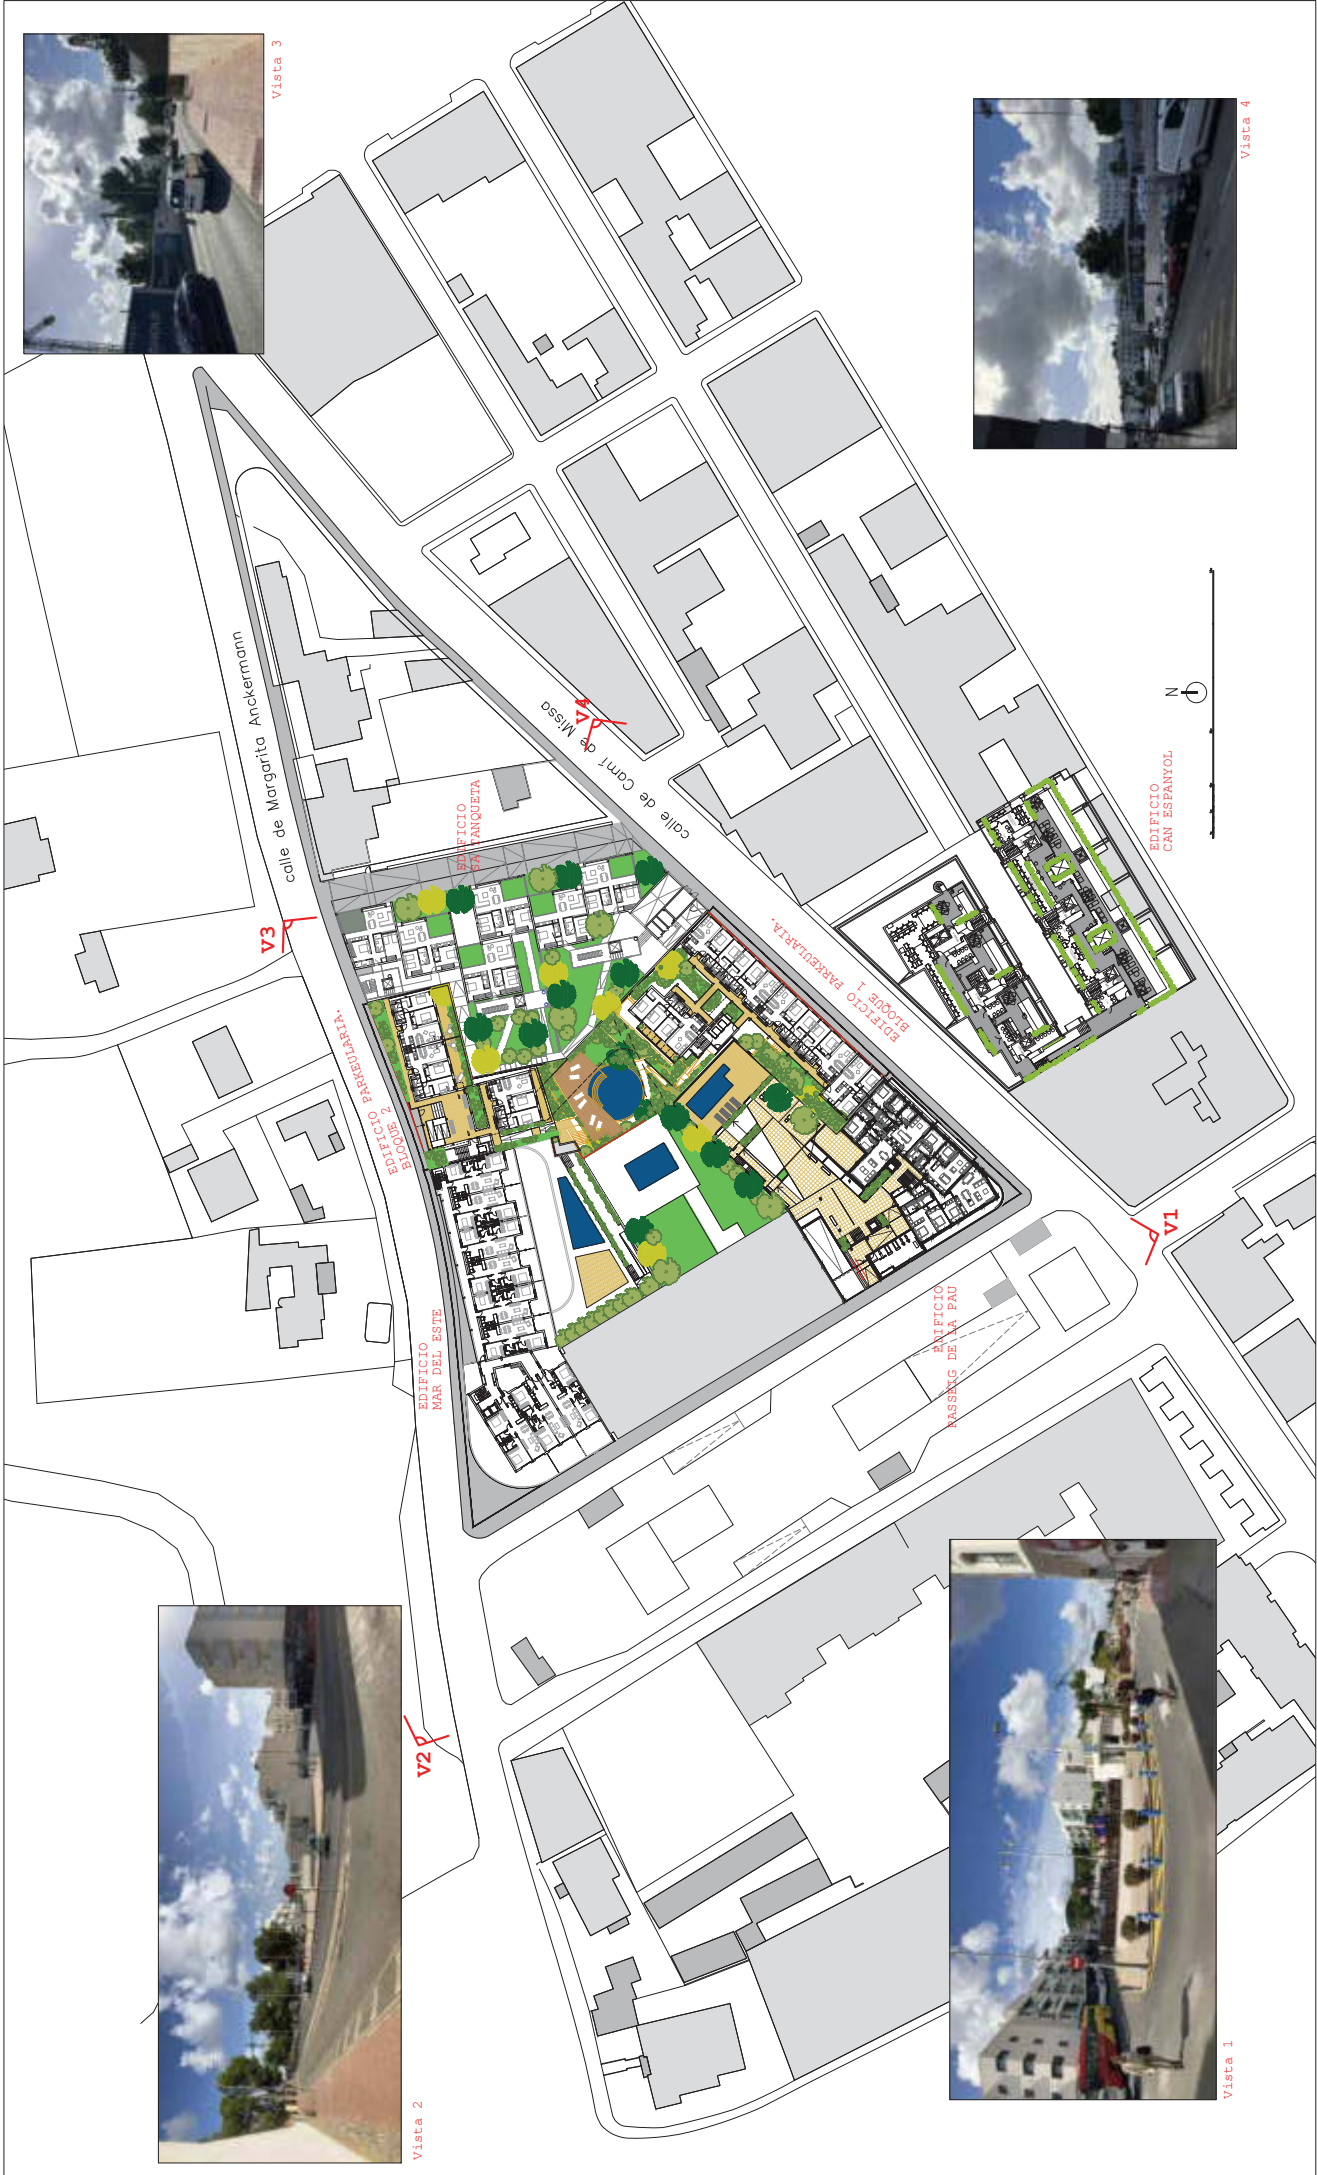 Vista 3
Vista 4
calle de Margarita Anckermann
V3
V4
calle de Camí de Missa
EDIFICIO
SA TANQUETA
N
EDIFICIO
CAN ESPANYOL
EDIFICIO PARKEULARIA.
BLOQUE 2
EDIFICIO PARKEULARIA.
BLOQUE 1
EDIFICIO
MAR DEL ESTE
EDIFICIO
PASSEIG DE LA PAU
V1
V2
Vista 2
Vista 1